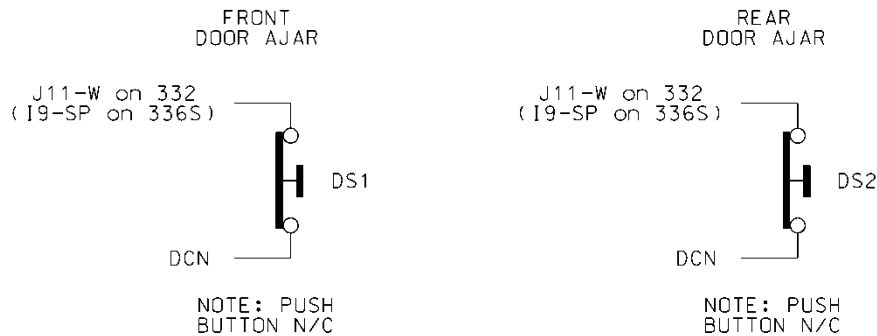 FRONT
DOOR AJAR
J11-W on 332
(I9-SP on 336S)
DS1
DCN
NOTE: PUSH
BUTTON N/C
REAR
DOOR AJAR
J11-W on 332
(I9-SP on 336S)
DS2
DCN
NOTE: PUSH
BUTTON N/C